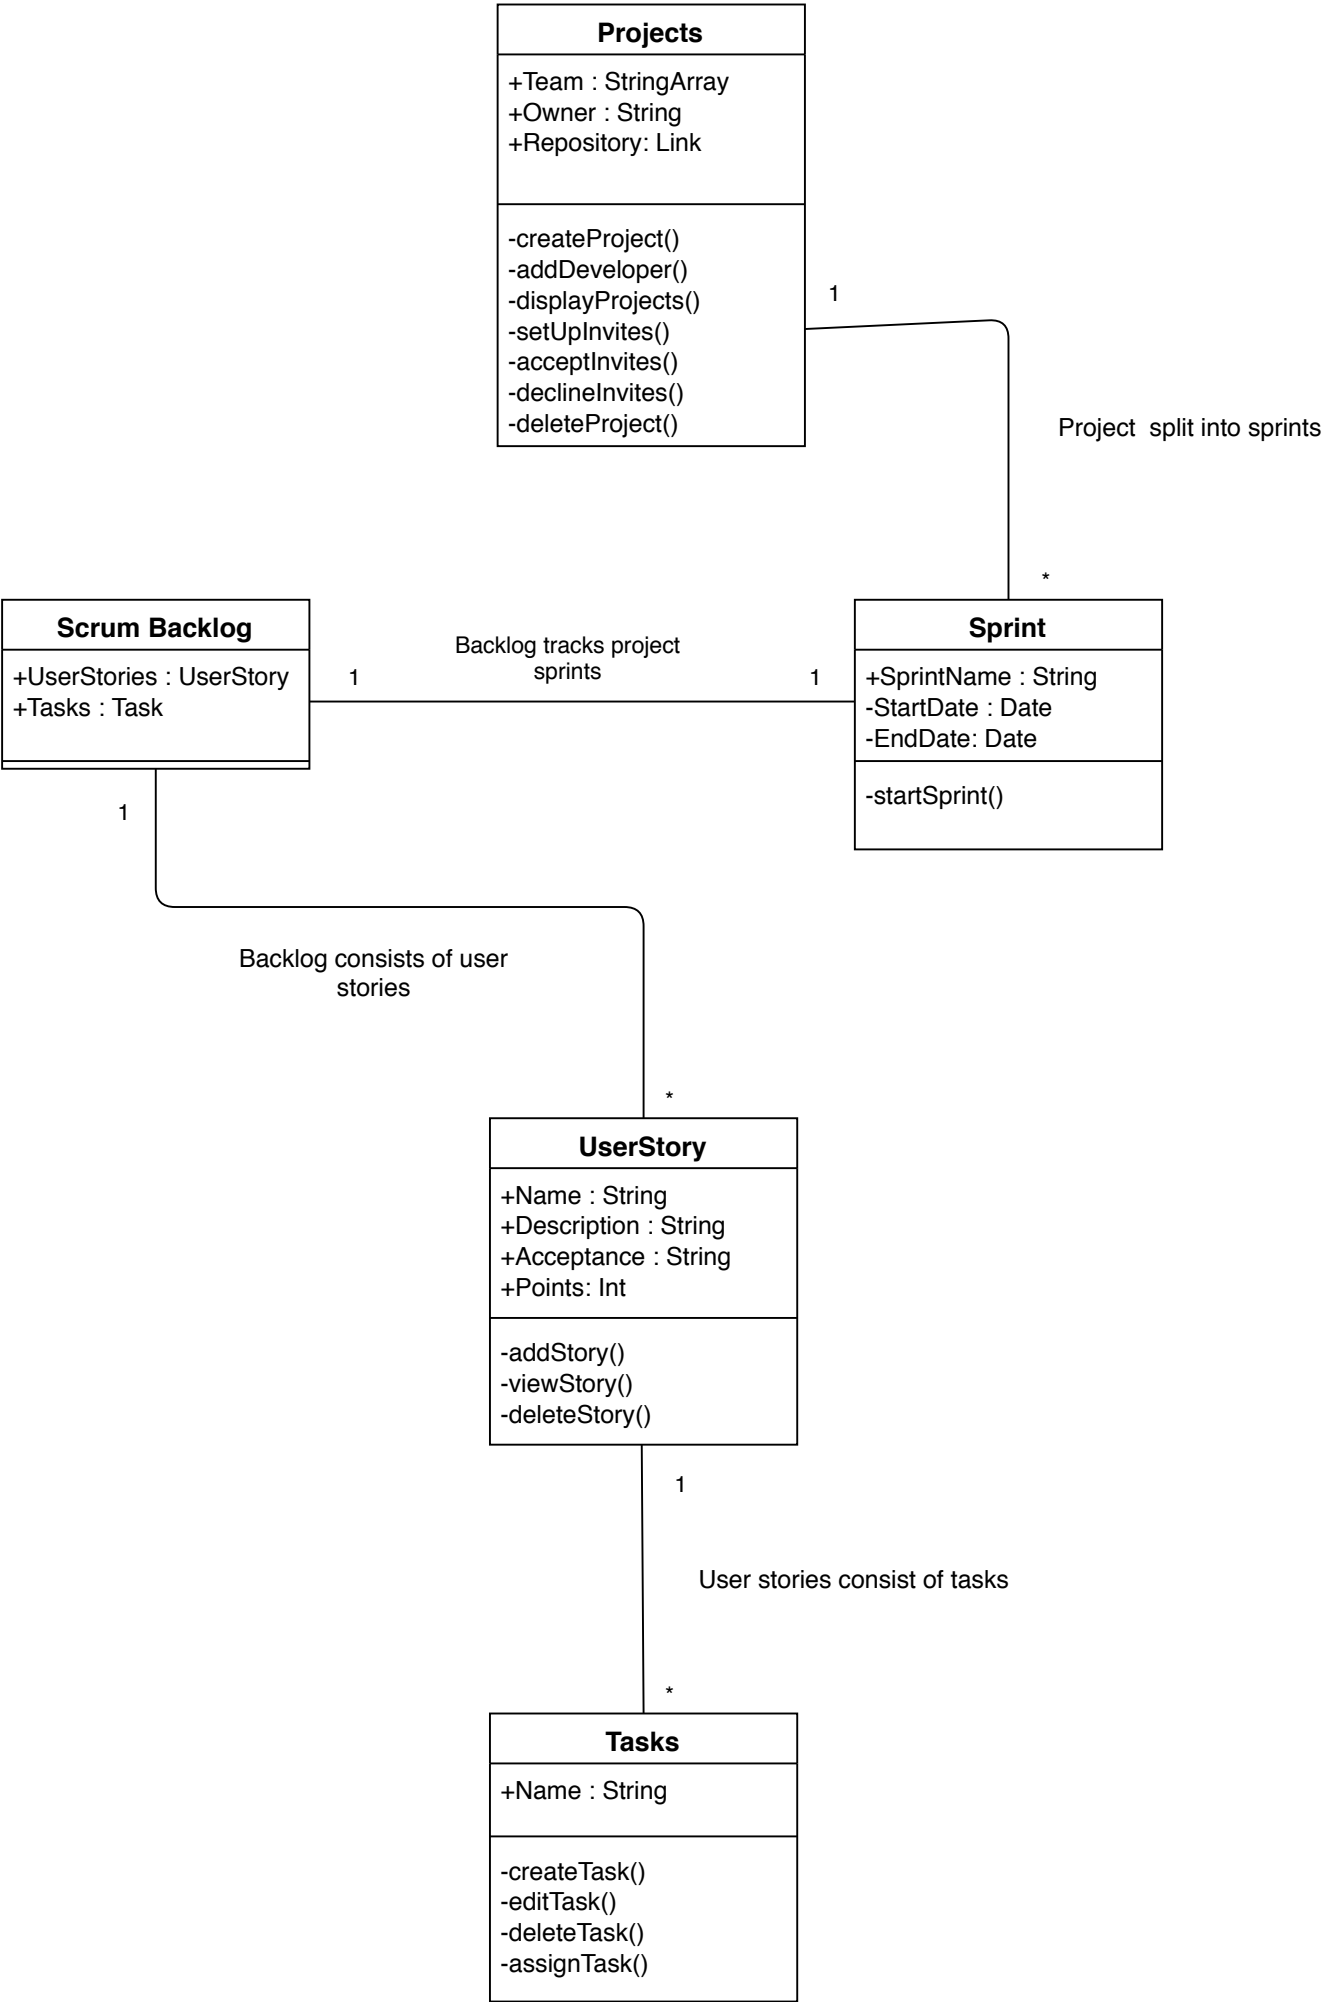 Projects
+Team : StringArray
+Owner : String
+Repository: Link
-createProject()
-addDeveloper()
-displayProjects()
-setUpInvites()
-acceptInvites()
-declineInvites()
-deleteProject()
1
Project  split into sprints
*
Scrum Backlog
+UserStories : UserStory
+Tasks : Task
1
Backlog tracks project
sprints
1
Sprint
+SprintName : String
-StartDate : Date
-EndDate: Date
-startSprint()
1
Backlog consists of user
stories
*
UserStory
+Name : String
+Description : String
+Acceptance : String
+Points: Int
-addStory()
-viewStory()
-deleteStory()
1
User stories consist of tasks
*
Tasks
+Name : String
-createTask()
-editTask()
-deleteTask()
-assignTask()